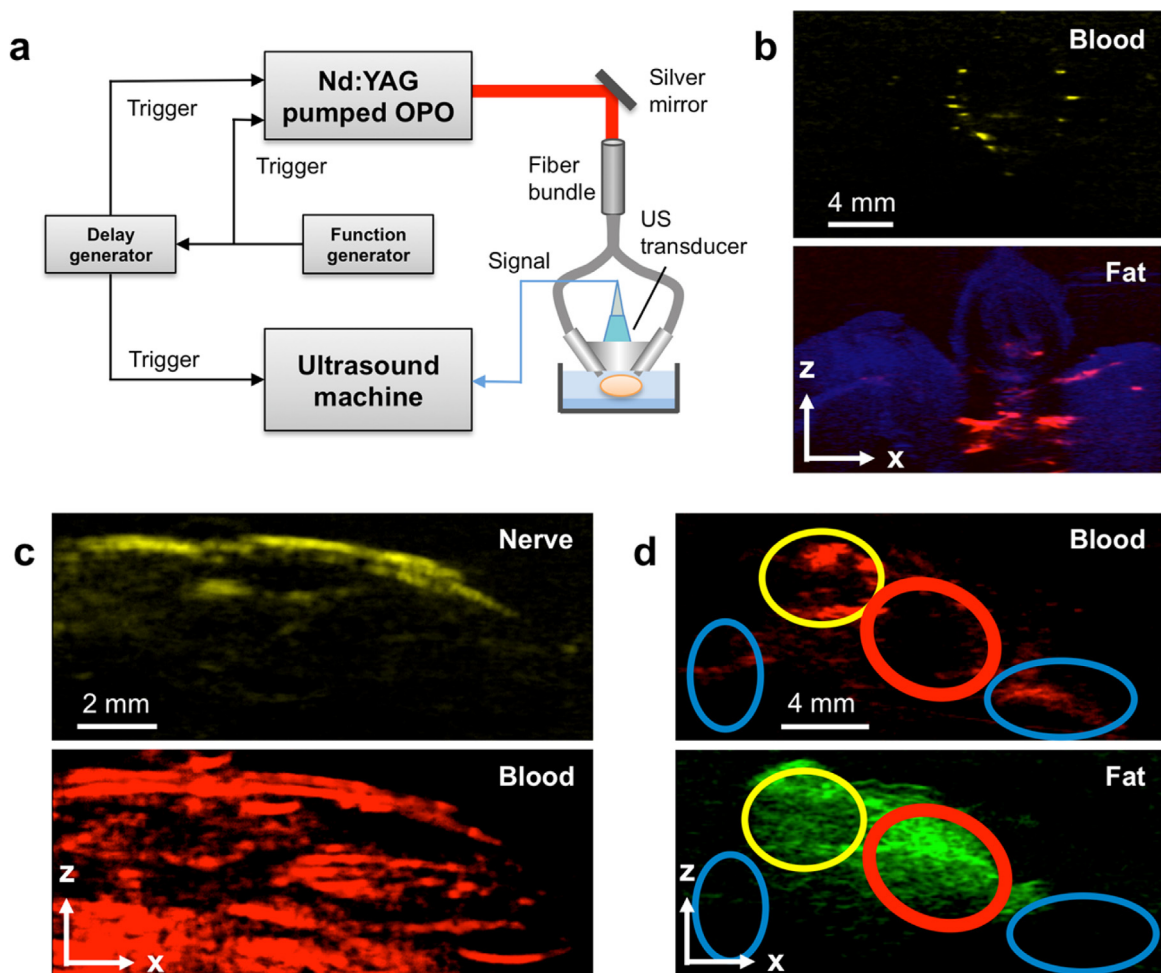 a
Trigger
Nd:YAG
pumped OPO
Silver
mirror
Trigger
Fiber
bundle
US
transducer
Delay
generator
Function
generator
Signal
Trigger
Ultrasound
machine
b
Blood
4 mm
Fat
z
x
c
Nerve
2 mm
Blood
z
x
d
Blood
4 mm
Fat
z
x